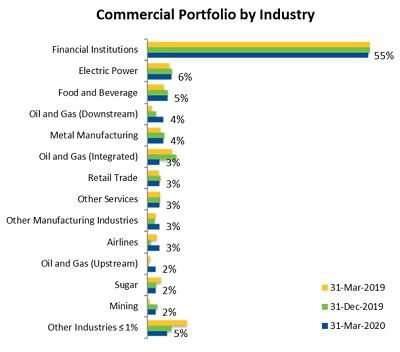 Commercial Portfolio by Industry
Financial Institutions
55%
Electric Power
6%
Food and Beverage
5%
Oil and Gas (Downstream)
4%
Metal Manufacturing
4%
Oil and Gas (Integrated)
3%
Retail Trade
3%
Other Services
3%
Other Manufacturing Industries
3%
Airlines
3%
Oil and Gas (Upstream)
2%
Sugar
2%
Mining
2%
Other Industries ≤ 1%
5%
31-Mar-2019
31-Dec-2019
31-Mar-2020